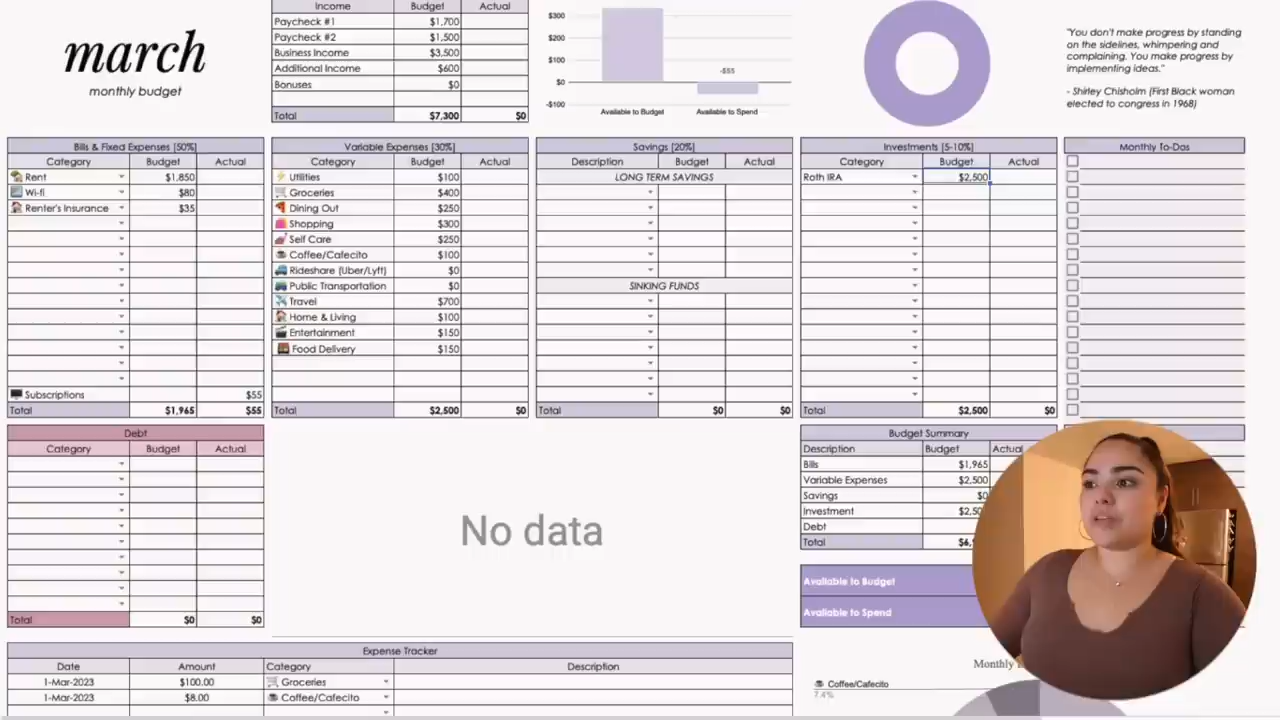 march
monthly budget
Income Budget Actual
Paycheck #1 $1,700
Paycheck #2 $1,500
Business Income $3,500
Additional Income $600
Bonuses $0
Total $7,300 $0
$300
$200
$100
$0
-$100
-$55
Available to Budget Available to Spend
"You don't make progress by standing
on the sidelines, whimpering and
complaining. You make progress by
implementing ideas."
- Shirley Chisholm (First Black woman
elected to congress in 1968)
Bills & Fixed Expenses [50%]
Category Budget Actual
Rent $1,850
Wi-fi $80
Renter's Insurance $35
Subscriptions $55
Total $1,965 $55
Variable Expenses [30%]
Category Budget Actual
Utilities $100
Groceries $400
Dining Out $250
Shopping $300
Self Care $250
Coffee/Cafecito $100
Rideshare (Uber/Lyft) $0
Public Transportation $0
Travel $700
Home & Living $100
Entertainment $150
Food Delivery $150
Total $2,500 $0
Savings [20%]
Description Budget Actual
LONG TERM SAVINGS
SINKING FUNDS
Total $0 $0
Investments [5-10%]
Category Budget Actual
Roth IRA $2,500
Total $2,500 $0
Monthly To-Dos
Debt
Category Budget Actual
Total $0 $0
No data
Budget Summary
Description Budget Actual
Bills $1,965
Variable Expenses $2,500
Savings $0
Investment
Debt
Total
Available to Budget
Available to Spend
Expense Tracker
Date Amount Category Description
1-Mar-2023 $100.00 Groceries
1-Mar-2023 $8.00 Coffee/Cafecito
Monthly
Coffee/Cafecito
7.4%